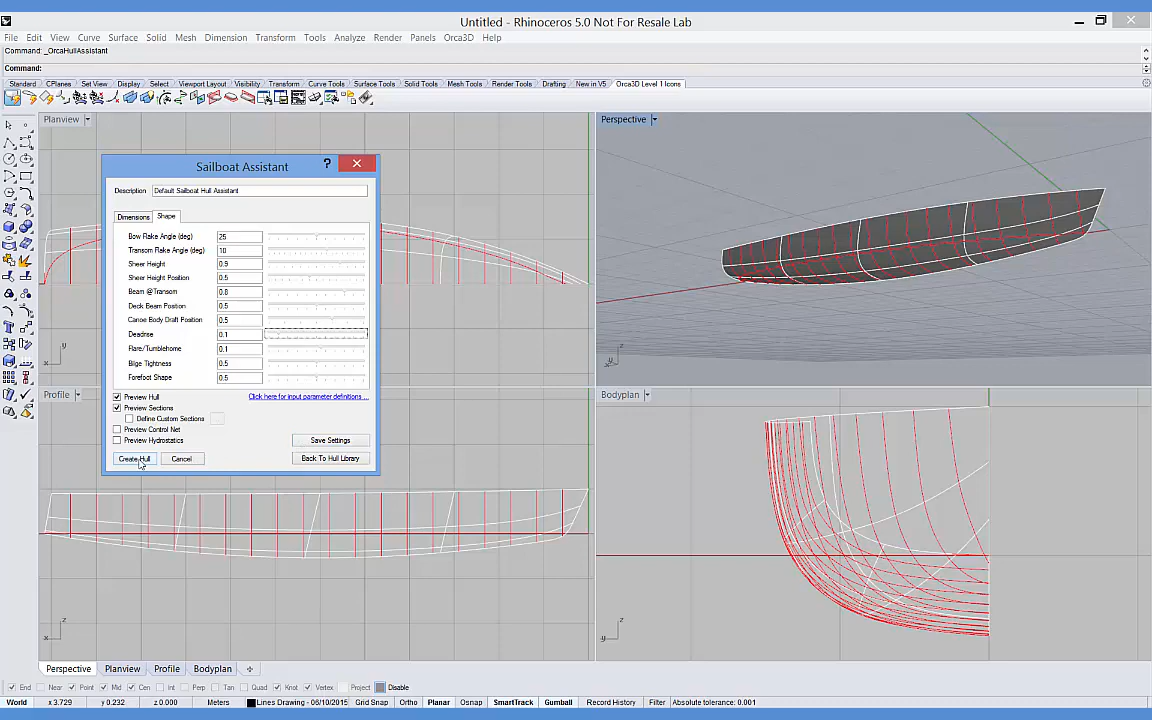 Untitled - Rhinoceros 5.0 Not For Resale Lab
File Edit View Curve Surface Solid Mesh Dimension Transform Tools Analyze Render Panels Orca3D Help
Command: _OrcaHullAssistant
Command:
Standard CPlanes Set View Display Select Viewport Layout Visibility Transform Curve Tools Surface Tools Solid Tools Mesh Tools Render Tools Drafting New in V5 Orca3D Level 1 Icons
Planview
Perspective
Sailboat Assistant
Description Default Sailboat Hull Assistant
Dimensions Shape
Bow Rake Angle (deg) 25
Transom Rake Angle (deg) 10
Sheer Height 0.9
Sheer Height Position 0.5
Beam @Transom 0.8
Deck Beam Position 0.5
Canoe Body Draft Position 0.5
Deadrise 0.1
Flare/Tumblehome 0.1
Bilge Tightness 0.5
Forefoot Shape 0.5
Preview Hull Click here for input parameter definitions ...
Preview Sections
Define Custom Sections ...
Preview Control Net
Preview Hydrostatics Save Settings
Create Hull Cancel Back To Hull Library
y
x
z
y
x
Profile
Bodyplan
z
x
z
y
Perspective Planview Profile Bodyplan
End Near Point Mid Cen Int Perp Tan Quad Knot Vertex Project Disable
World x 3.729 y 0.232 z 0.000 Meters Lines Drawing - 06/10/2015 Grid Snap Ortho Planar Osnap SmartTrack Gumball Record History Filter Absolute tolerance: 0.001